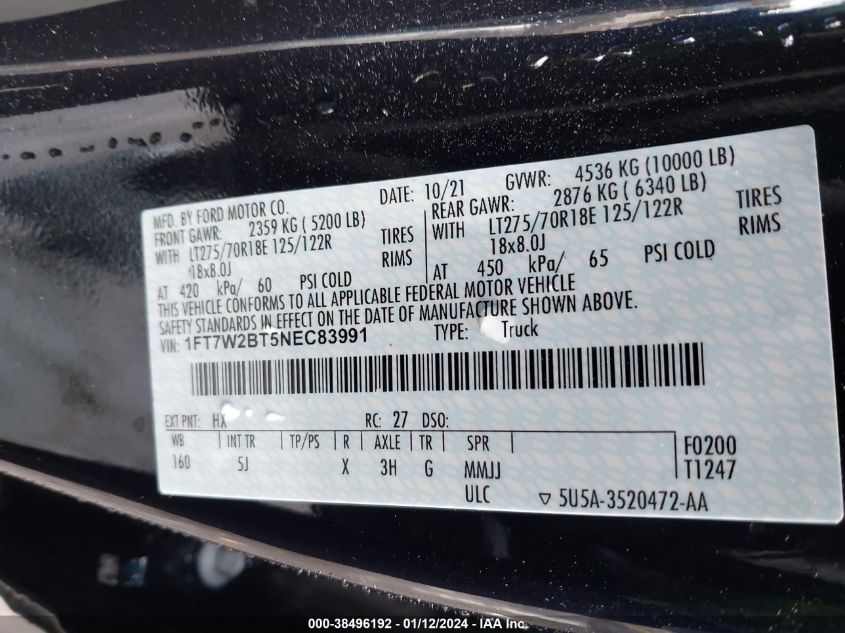 MFD. BY FORD MOTOR CO. DATE: 10/21 GVWR: 4536 KG (10000 LB)
FRONT GAWR: 2359 KG ( 5200 LB) REAR GAWR: 2876 KG ( 6340 LB)
WITH LT275/70R18E 125/122R TIRES WITH LT275/70R18E 125/122R TIRES
18x8.0J RIMS 18x8.0J RIMS
AT 420 kPa/ 60 PSI COLD AT 450 kPa/ 65 PSI COLD
THIS VEHICLE CONFORMS TO ALL APPLICABLE FEDERAL MOTOR VEHICLE
SAFETY STANDARDS IN EFFECT ON THE DATE OF MANUFACTURE SHOWN ABOVE.
VIN: 1FT7W2BT5NEC83991 TYPE: Truck
EXT PNT: HX RC: 27 DSO:
WB INT TR TP/PS R AXLE TR SPR F0200
160 5J X 3H G MMJJ T1247
ULC ▽ 5U5A-3520472-AA
000-38496192 - 01/12/2024 - IAA Inc.